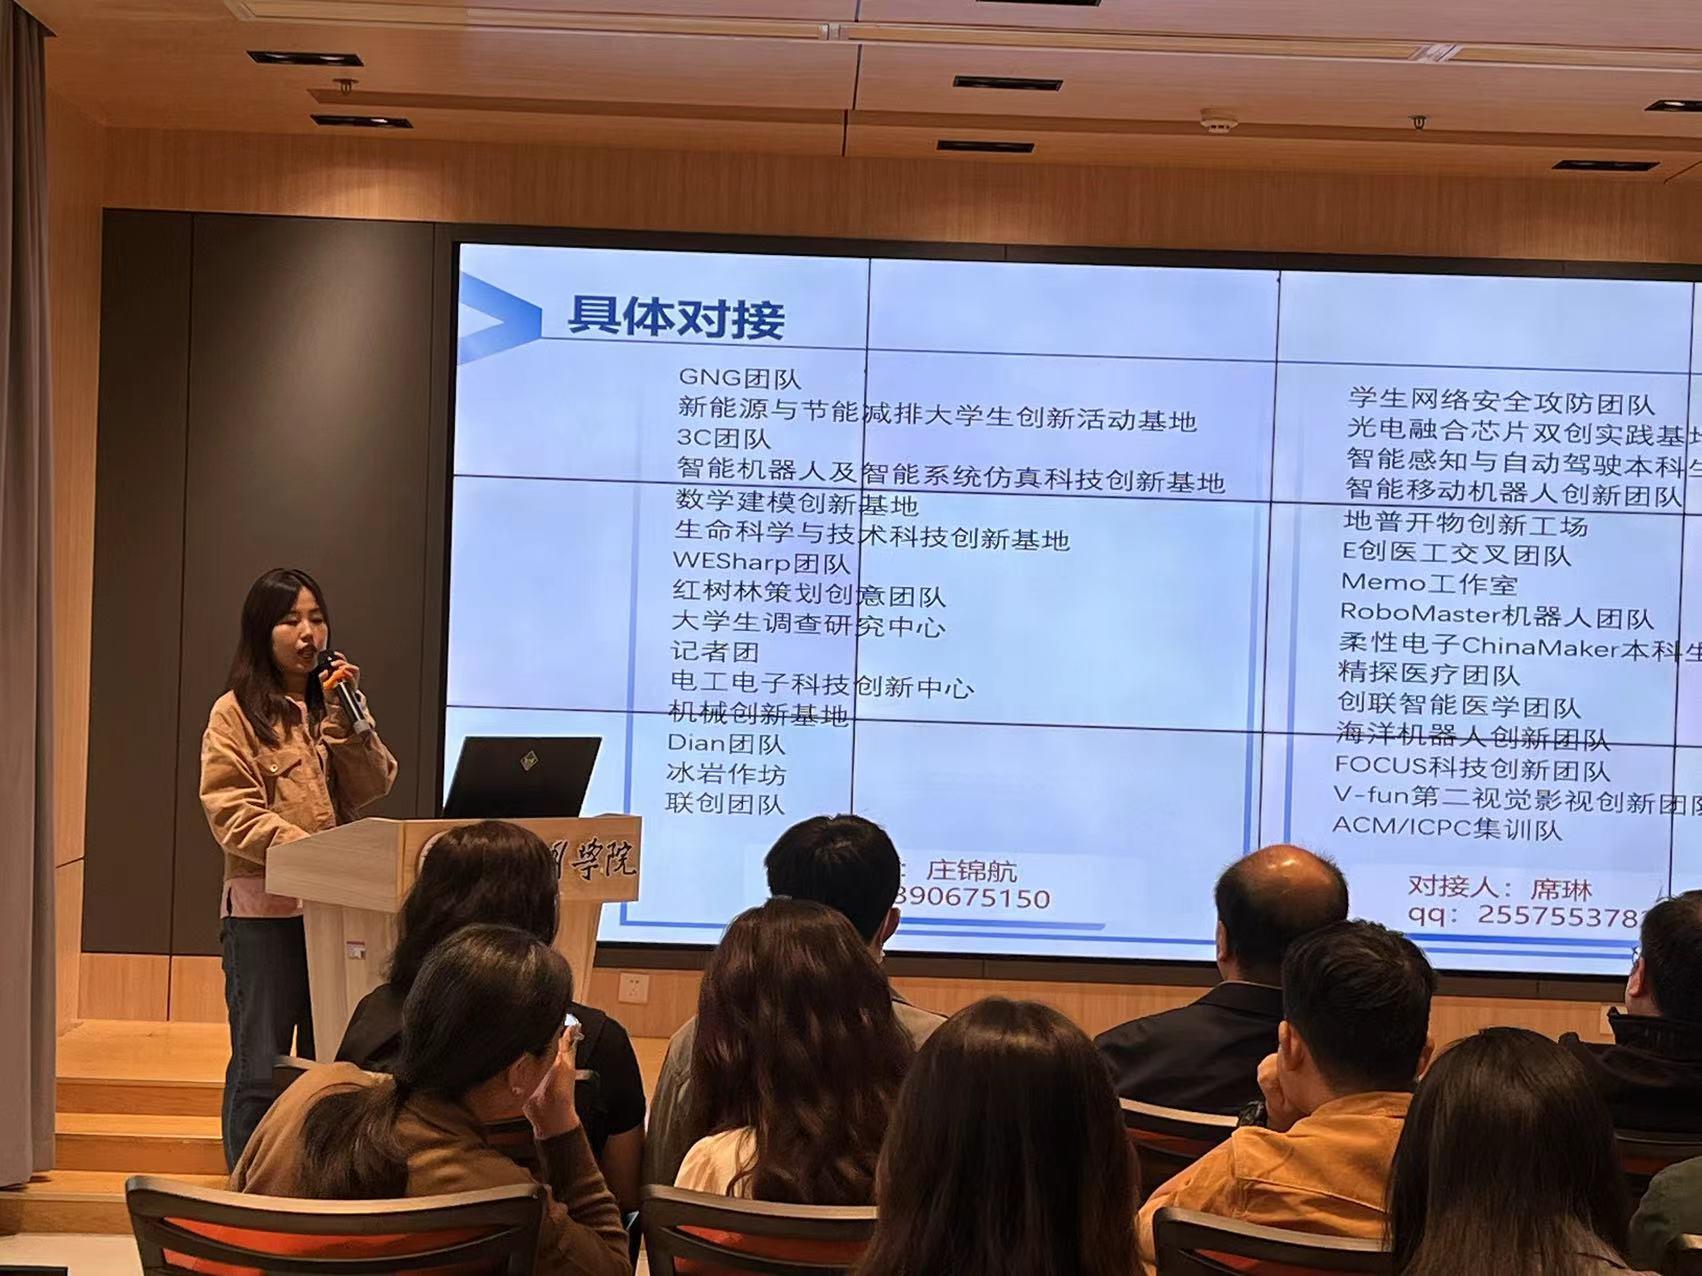 具体对接
GNG团队
新能源与节能减排大学生创新活动基地
3C团队
智能机器人及智能系统仿真科技创新基地
数学建模创新基地
生命科学与技术科技创新基地
WESharp团队
红树林策划创意团队
大学生调查研究中心
记者团
电工电子科技创新中心
机械创新基地
Dian团队
冰岩作坊
联创团队
：庄锦航
390675150
学生网络安全攻防团队
光电融合芯片双创实践基地
智能感知与自动驾驶本科生
智能移动机器人创新团队
地普开物创新工场
E创医工交叉团队
Memo工作室
RoboMaster机器人团队
柔性电子ChinaMaker本科生
精探医疗团队
创联智能医学团队
海洋机器人创新团队
FOCUS科技创新团队
V-fun第二视觉影视创新团队
ACM/ICPC集训队
对接人：席琳
qq：255755378
学院